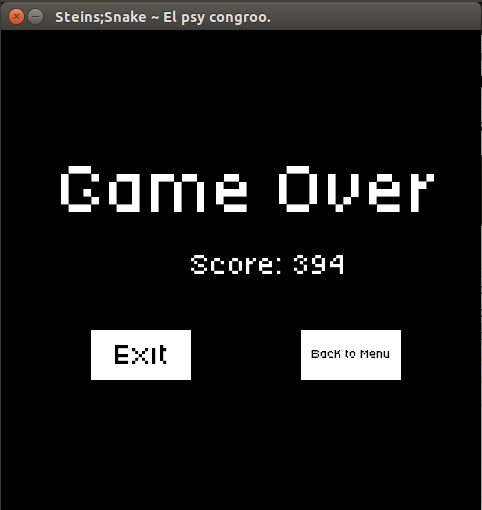 Steins;Snake ~ El psy congroo.
Game Over
Score: 394
Exit
Back to Menu